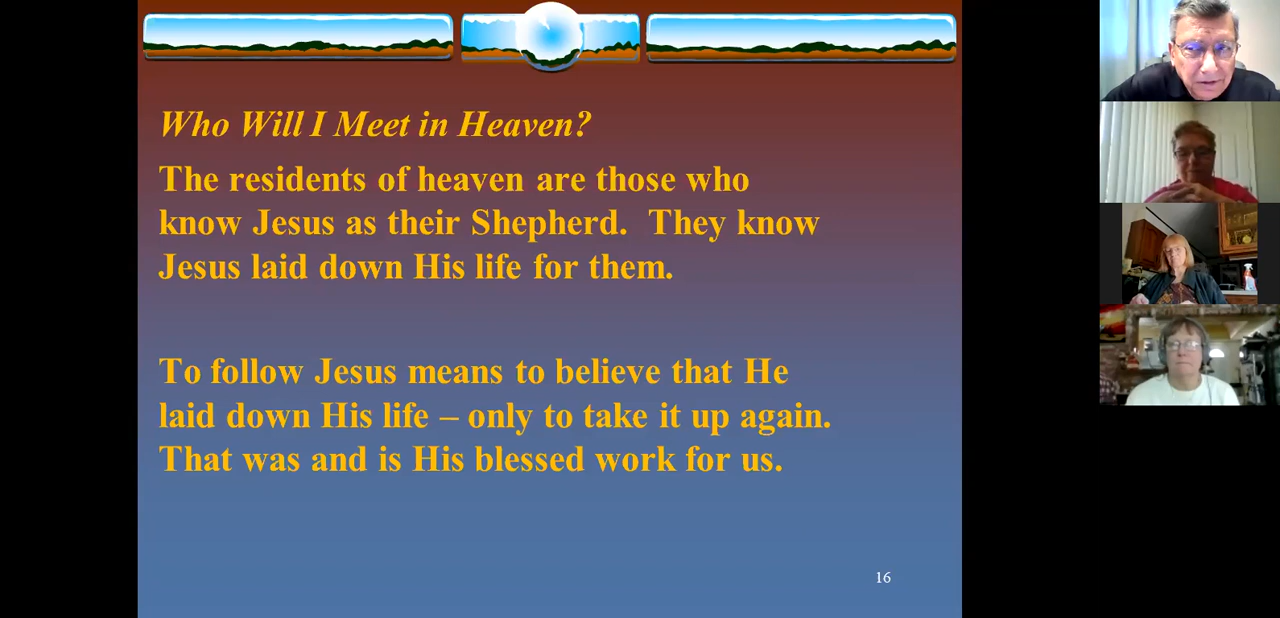 Who Will I Meet in Heaven?
The residents of heaven are those who
know Jesus as their Shepherd.  They know
Jesus laid down His life for them.
To follow Jesus means to believe that He
laid down His life – only to take it up again.
That was and is His blessed work for us.
16